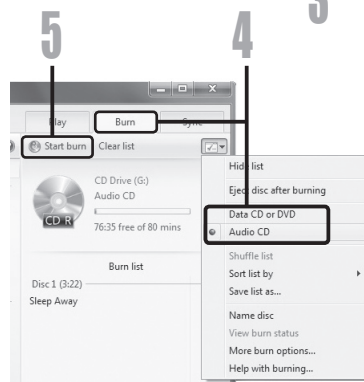 3
5
4
Play Burn Sync
Start burn Clear list
CD Drive (G:)
Audio CD
CD R
76:35 free of 80 mins
Burn list
Disc 1 (3:22)
Sleep Away
Hide list
Eject disc after burning
Data CD or DVD
Audio CD
Shuffle list
Sort list by
Save list as...
Name disc
View burn status
More burn options...
Help with burning...